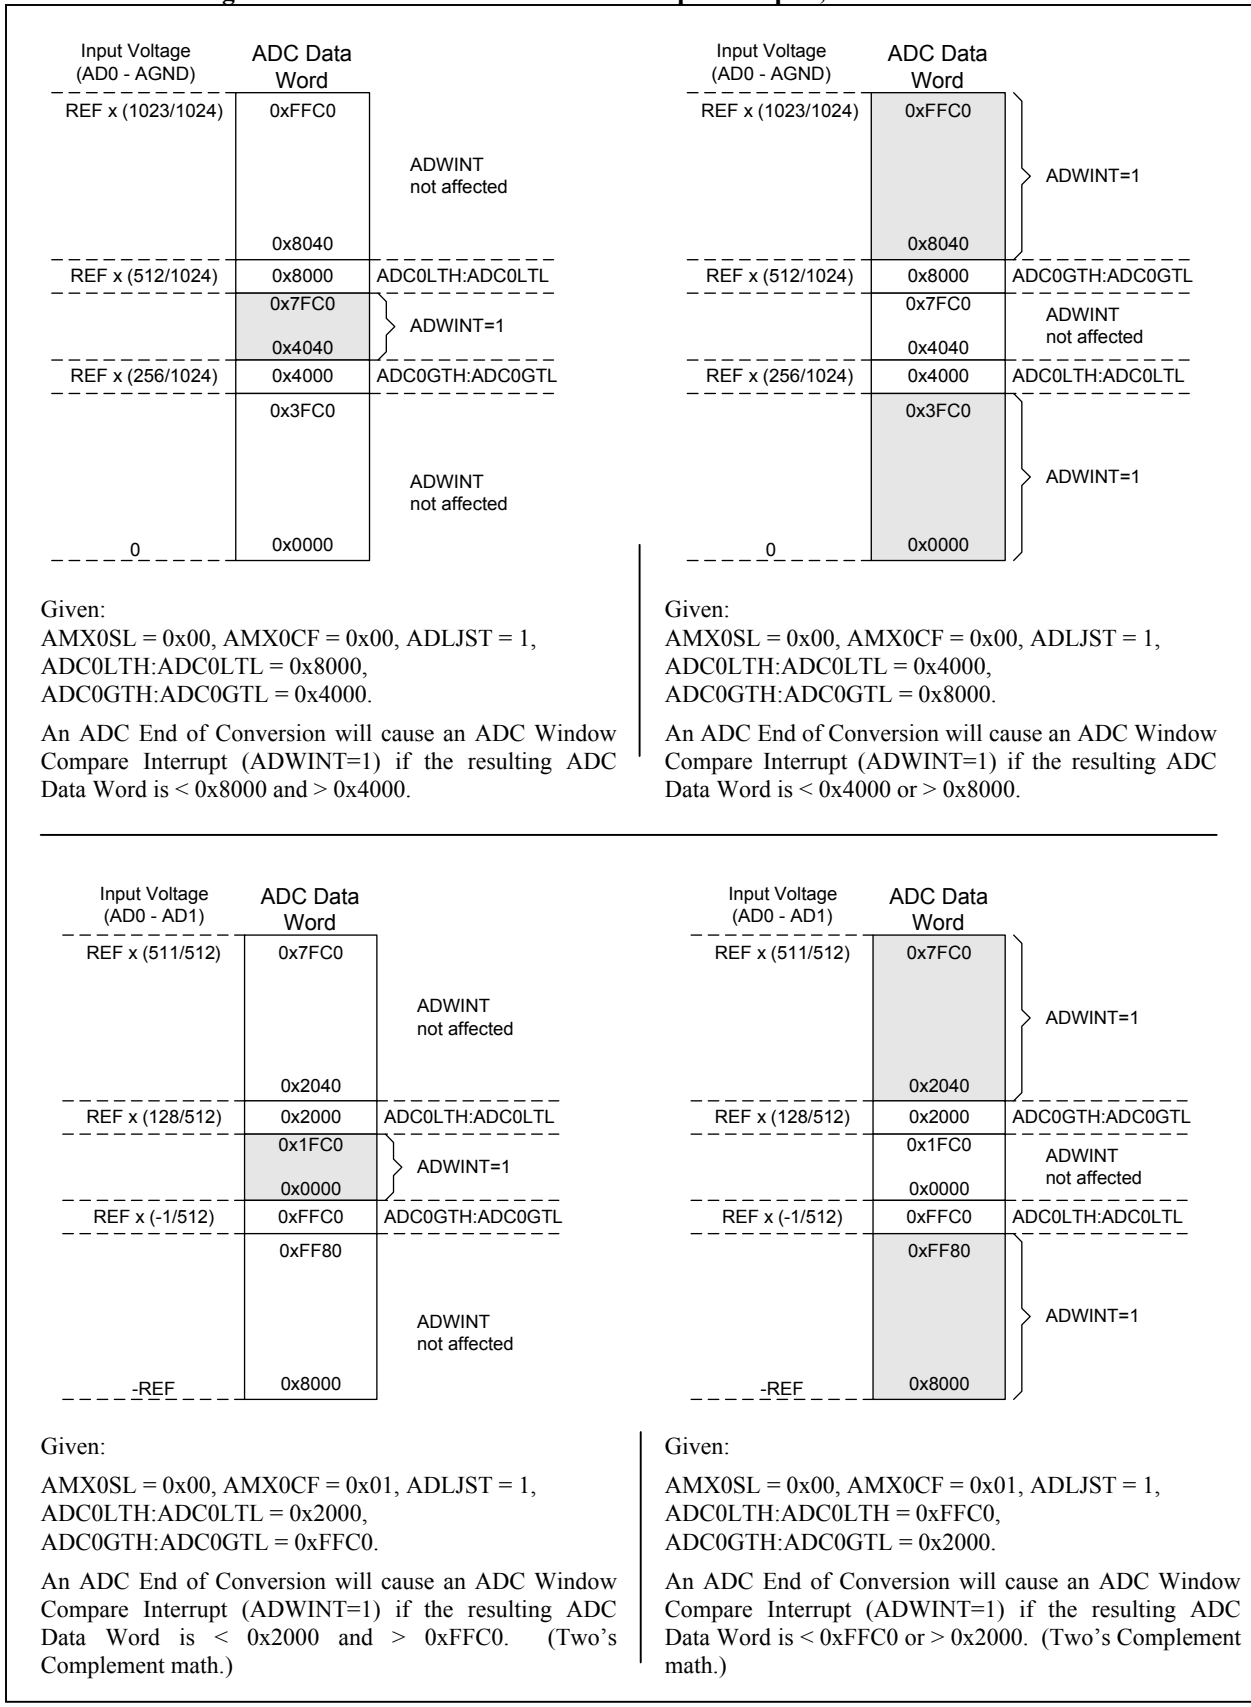 Input Voltage
(AD0 - AGND)
ADC Data
Word
REF x (1023/1024)
0xFFC0
ADWINT
not affected
0x8040
REF x (512/1024)
0x8000
ADC0LTH:ADC0LTL
0x7FC0
ADWINT=1
0x4040
REF x (256/1024)
0x4000
ADC0GTH:ADC0GTL
0x3FC0
ADWINT
not affected
0
0x0000
Given:
AMX0SL = 0x00, AMX0CF = 0x00, ADLJST = 1,
ADC0LTH:ADC0LTL = 0x8000,
ADC0GTH:ADC0GTL = 0x4000.
An ADC End of Conversion will cause an ADC Window
Compare Interrupt (ADWINT=1) if the resulting ADC
Data Word is < 0x8000 and > 0x4000.
Input Voltage
(AD0 - AGND)
ADC Data
Word
REF x (1023/1024)
0xFFC0
ADWINT=1
0x8040
REF x (512/1024)
0x8000
ADC0GTH:ADC0GTL
0x7FC0
ADWINT
not affected
0x4040
REF x (256/1024)
0x4000
ADC0LTH:ADC0LTL
0x3FC0
ADWINT=1
0
0x0000
Given:
AMX0SL = 0x00, AMX0CF = 0x00, ADLJST = 1,
ADC0LTH:ADC0LTL = 0x4000,
ADC0GTH:ADC0GTL = 0x8000.
An ADC End of Conversion will cause an ADC Window
Compare Interrupt (ADWINT=1) if the resulting ADC
Data Word is < 0x4000 or > 0x8000.
Input Voltage
(AD0 - AD1)
ADC Data
Word
REF x (511/512)
0x7FC0
ADWINT
not affected
0x2040
REF x (128/512)
0x2000
ADC0LTH:ADC0LTL
0x1FC0
ADWINT=1
0x0000
REF x (-1/512)
0xFFC0
ADC0GTH:ADC0GTL
0xFF80
ADWINT
not affected
-REF
0x8000
Given:
AMX0SL = 0x00, AMX0CF = 0x01, ADLJST = 1,
ADC0LTH:ADC0LTL = 0x2000,
ADC0GTH:ADC0GTL = 0xFFC0.
An ADC End of Conversion will cause an ADC Window
Compare Interrupt (ADWINT=1) if the resulting ADC
Data Word is < 0x2000 and > 0xFFC0. (Two's
Complement math.)
Input Voltage
(AD0 - AD1)
ADC Data
Word
REF x (511/512)
0x7FC0
ADWINT=1
0x2040
REF x (128/512)
0x2000
ADC0GTH:ADC0GTL
0x1FC0
ADWINT
not affected
0x0000
REF x (-1/512)
0xFFC0
ADC0LTH:ADC0LTL
0xFF80
ADWINT=1
-REF
0x8000
Given:
AMX0SL = 0x00, AMX0CF = 0x01, ADLJST = 1,
ADC0LTH:ADC0LTH = 0xFFC0,
ADC0GTH:ADC0GTL = 0x2000.
An ADC End of Conversion will cause an ADC Window
Compare Interrupt (ADWINT=1) if the resulting ADC
Data Word is < 0xFFC0 or > 0x2000. (Two's Complement
math.)